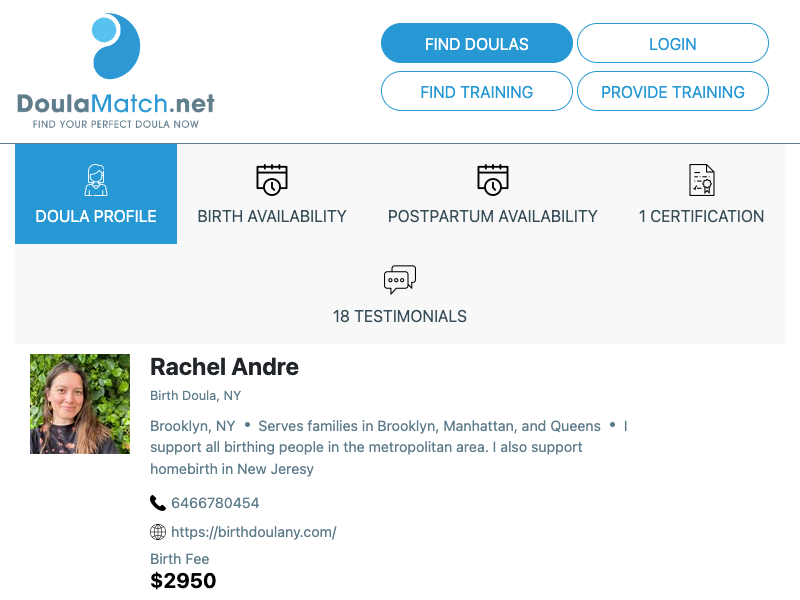 FIND DOULAS
LOGIN
FIND TRAINING
PROVIDE TRAINING
DoulaMatch.net
FIND YOUR PERFECT DOULA NOW
DOULA PROFILE
BIRTH AVAILABILITY
POSTPARTUM AVAILABILITY
1 CERTIFICATION
18 TESTIMONIALS
Rachel Andre
Birth Doula, NY
Brooklyn, NY • Serves families in Brooklyn, Manhattan, and Queens • I
support all birthing people in the metropolitan area. I also support
homebirth in New Jeresy
6466780454
https://birthdoulany.com/
Birth Fee
$2950